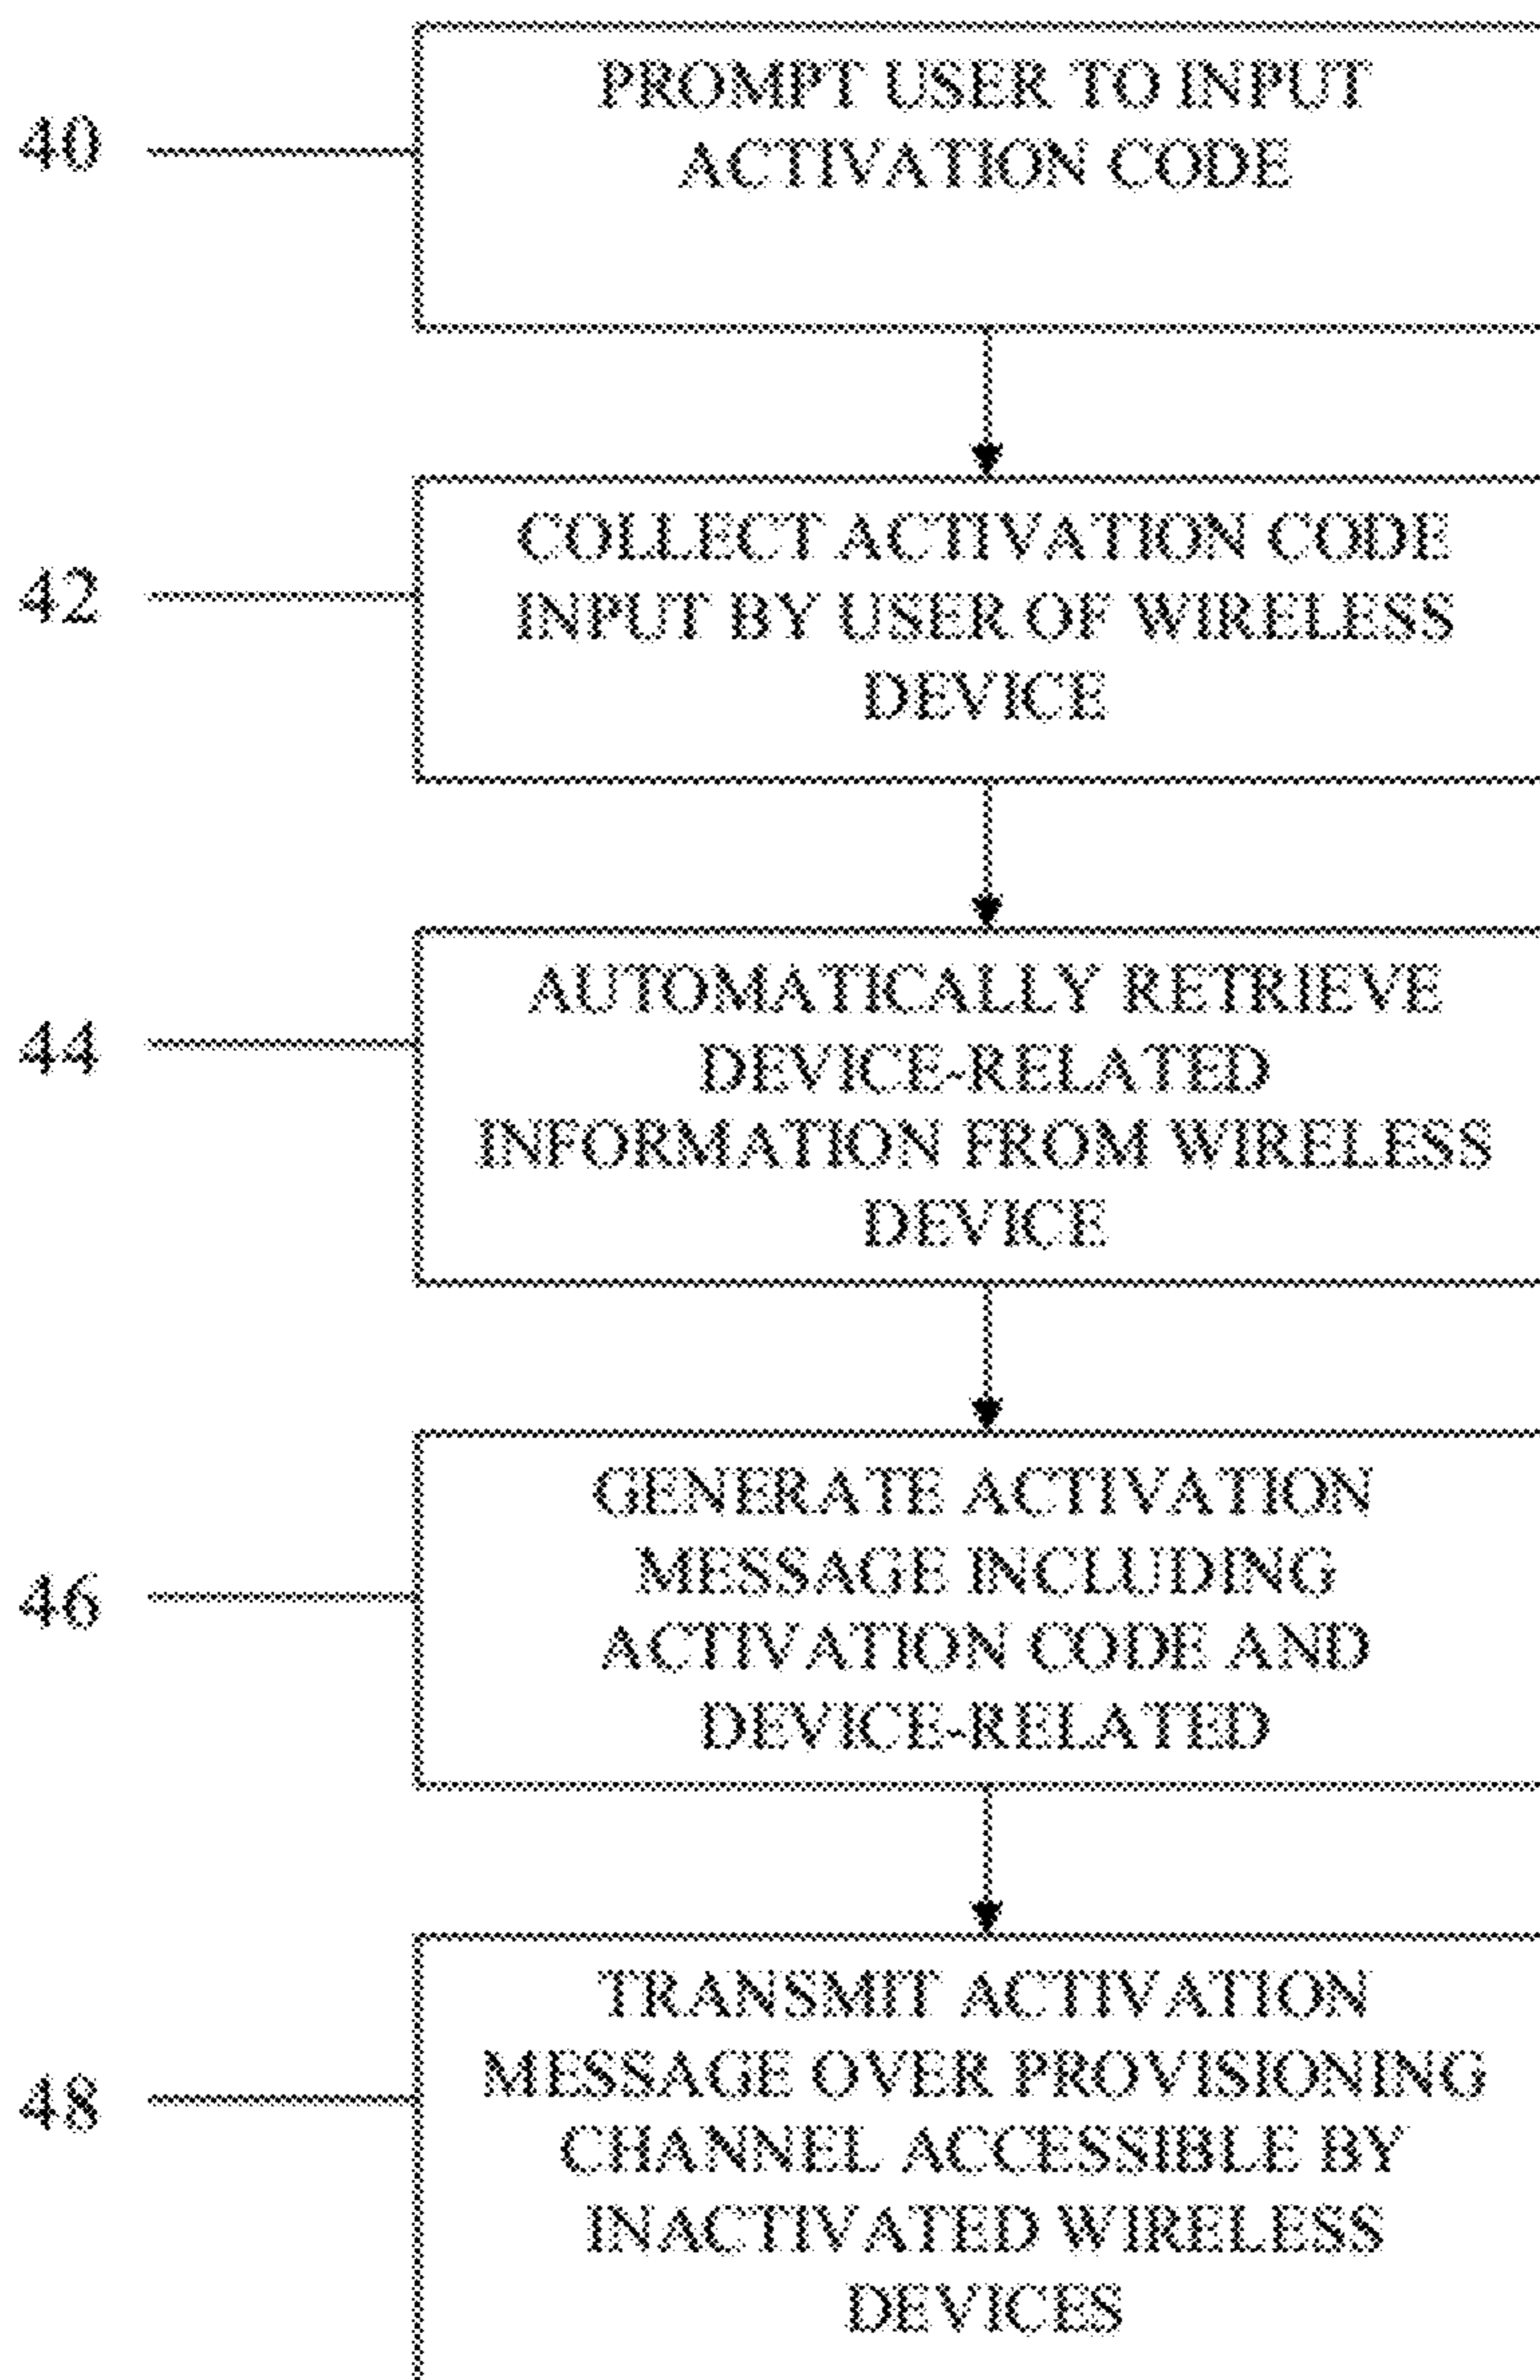 40
PROMPT USER TO INPUT
ACTIVATION CODE
42
COLLECT ACTIVATION CODE
INPUT BY USER OF WIRELESS
DEVICE
44
AUTOMATICALLY RETRIEVE
DEVICE-RELATED
INFORMATION FROM WIRELESS
DEVICE
46
GENERATE ACTIVATION
MESSAGE INCLUDING
ACTIVATION CODE AND
DEVICE-RELATED
48
TRANSMIT ACTIVATION
MESSAGE OVER PROVISIONING
CHANNEL ACCESSIBLE BY
INACTIVATED WIRELESS
DEVICES